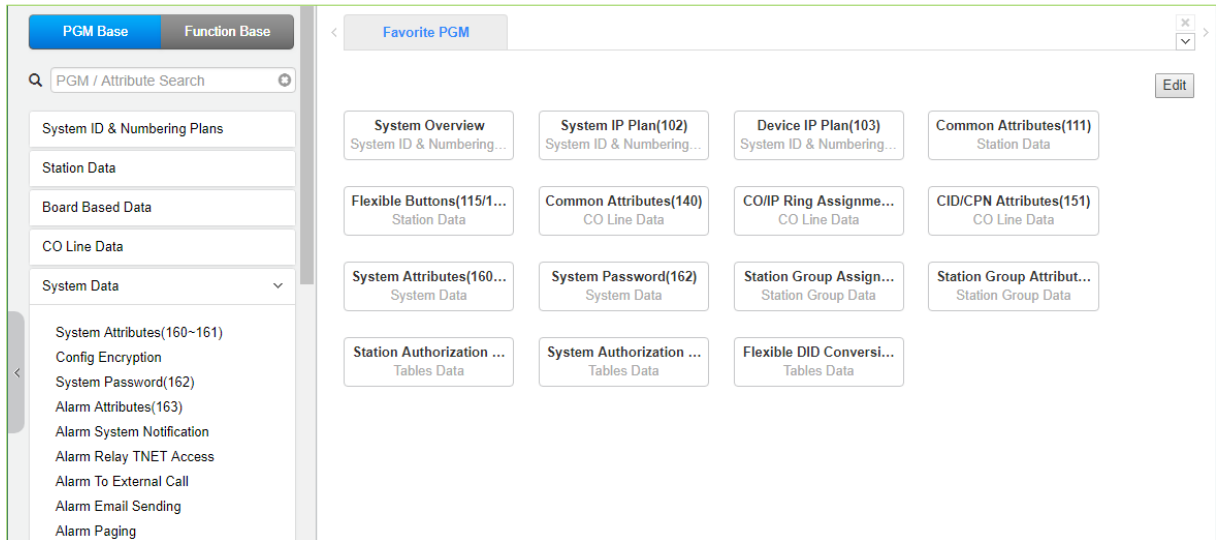 PGM Base
Function Base
PGM / Attribute Search
System ID & Numbering Plans
Station Data
Board Based Data
CO Line Data
System Data
System Attributes(160~161)
Config Encryption
System Password(162)
Alarm Attributes(163)
Alarm System Notification
Alarm Relay TNET Access
Alarm To External Call
Alarm Email Sending
Alarm Paging
Favorite PGM
Edit
System Overview
System ID & Numbering...
System IP Plan(102)
System ID & Numbering...
Device IP Plan(103)
System ID & Numbering...
Common Attributes(111)
Station Data
Flexible Buttons(115/1...
Station Data
Common Attributes(140)
CO Line Data
CO/IP Ring Assignme...
CO Line Data
CID/CPN Attributes(151)
CO Line Data
System Attributes(160...
System Data
System Password(162)
System Data
Station Group Assign...
Station Group Data
Station Group Attribut...
Station Group Data
Station Authorization ...
Tables Data
System Authorization ...
Tables Data
Flexible DID Conversi...
Tables Data